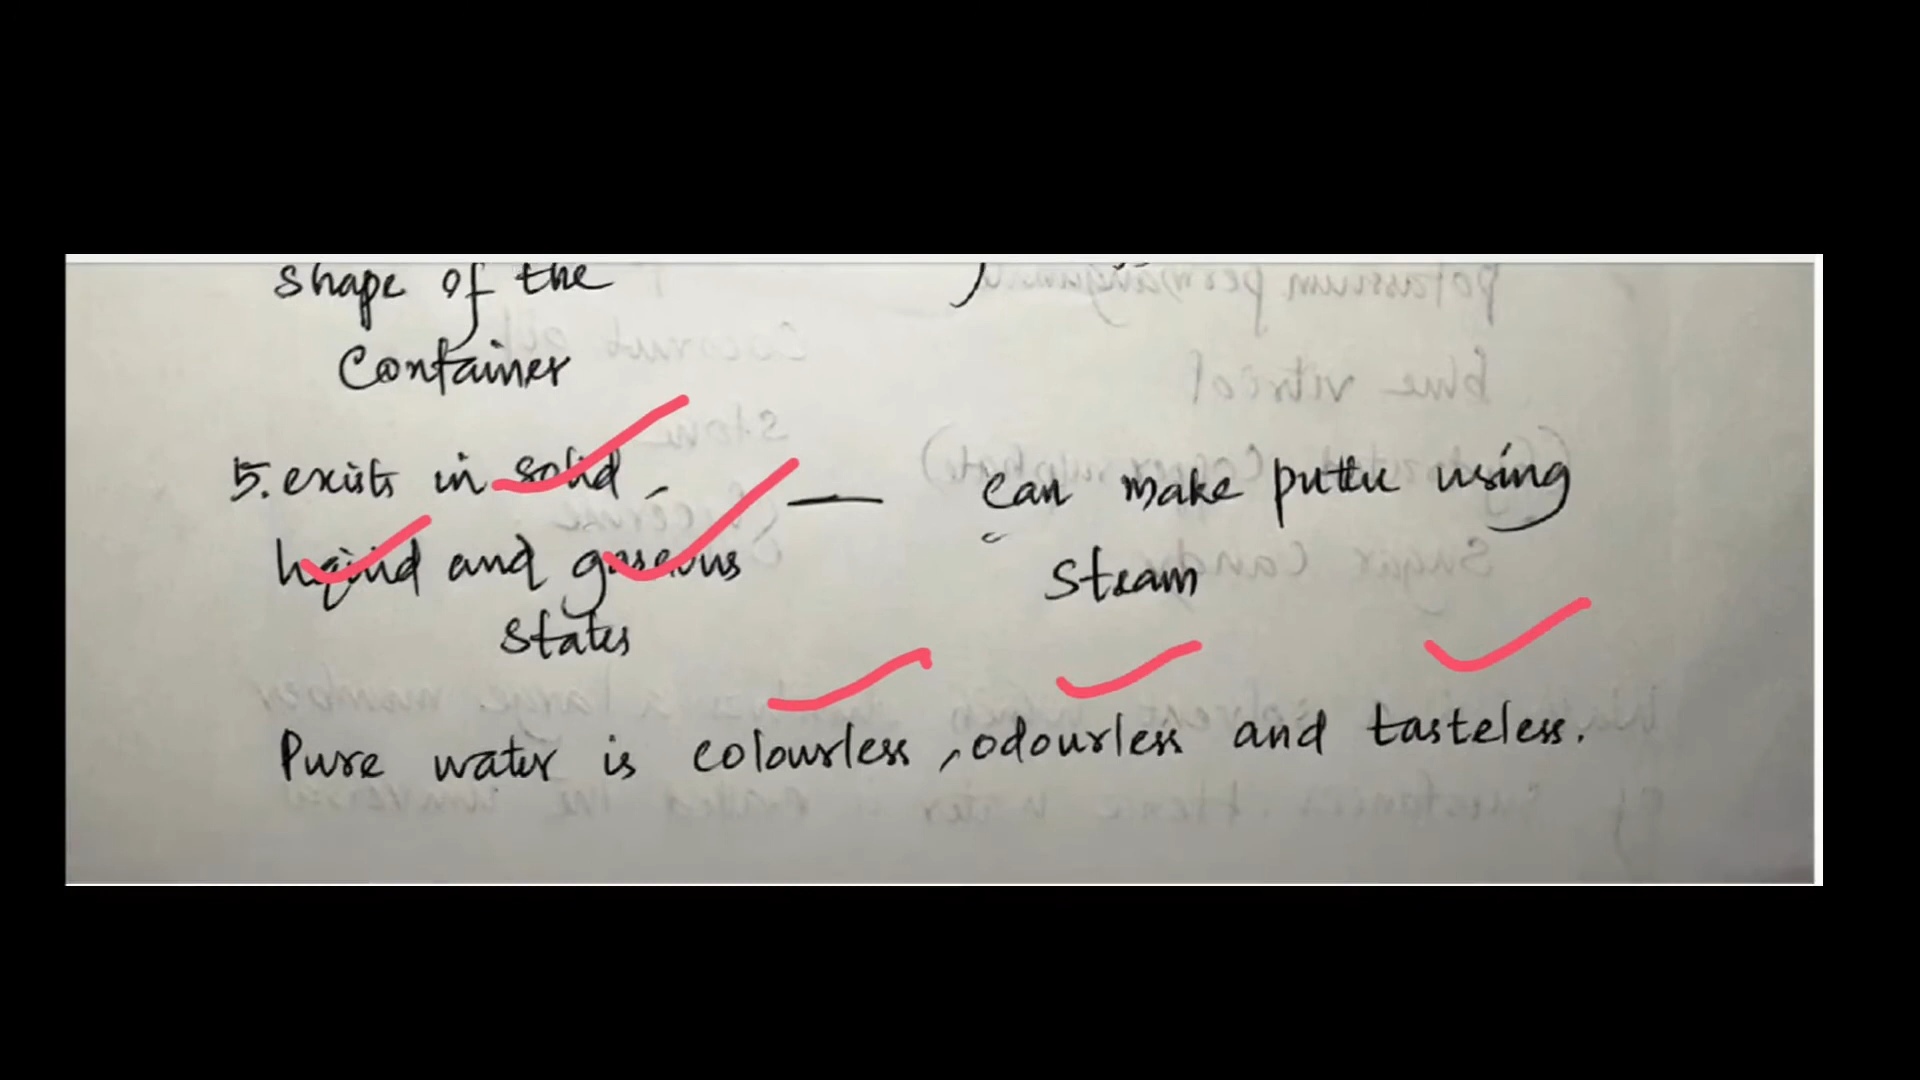 shape of the
Container
5. exists in solid, — can make puttu using
liquid and gaseous steam
states
Pure water is colourless, odourless and tasteless.